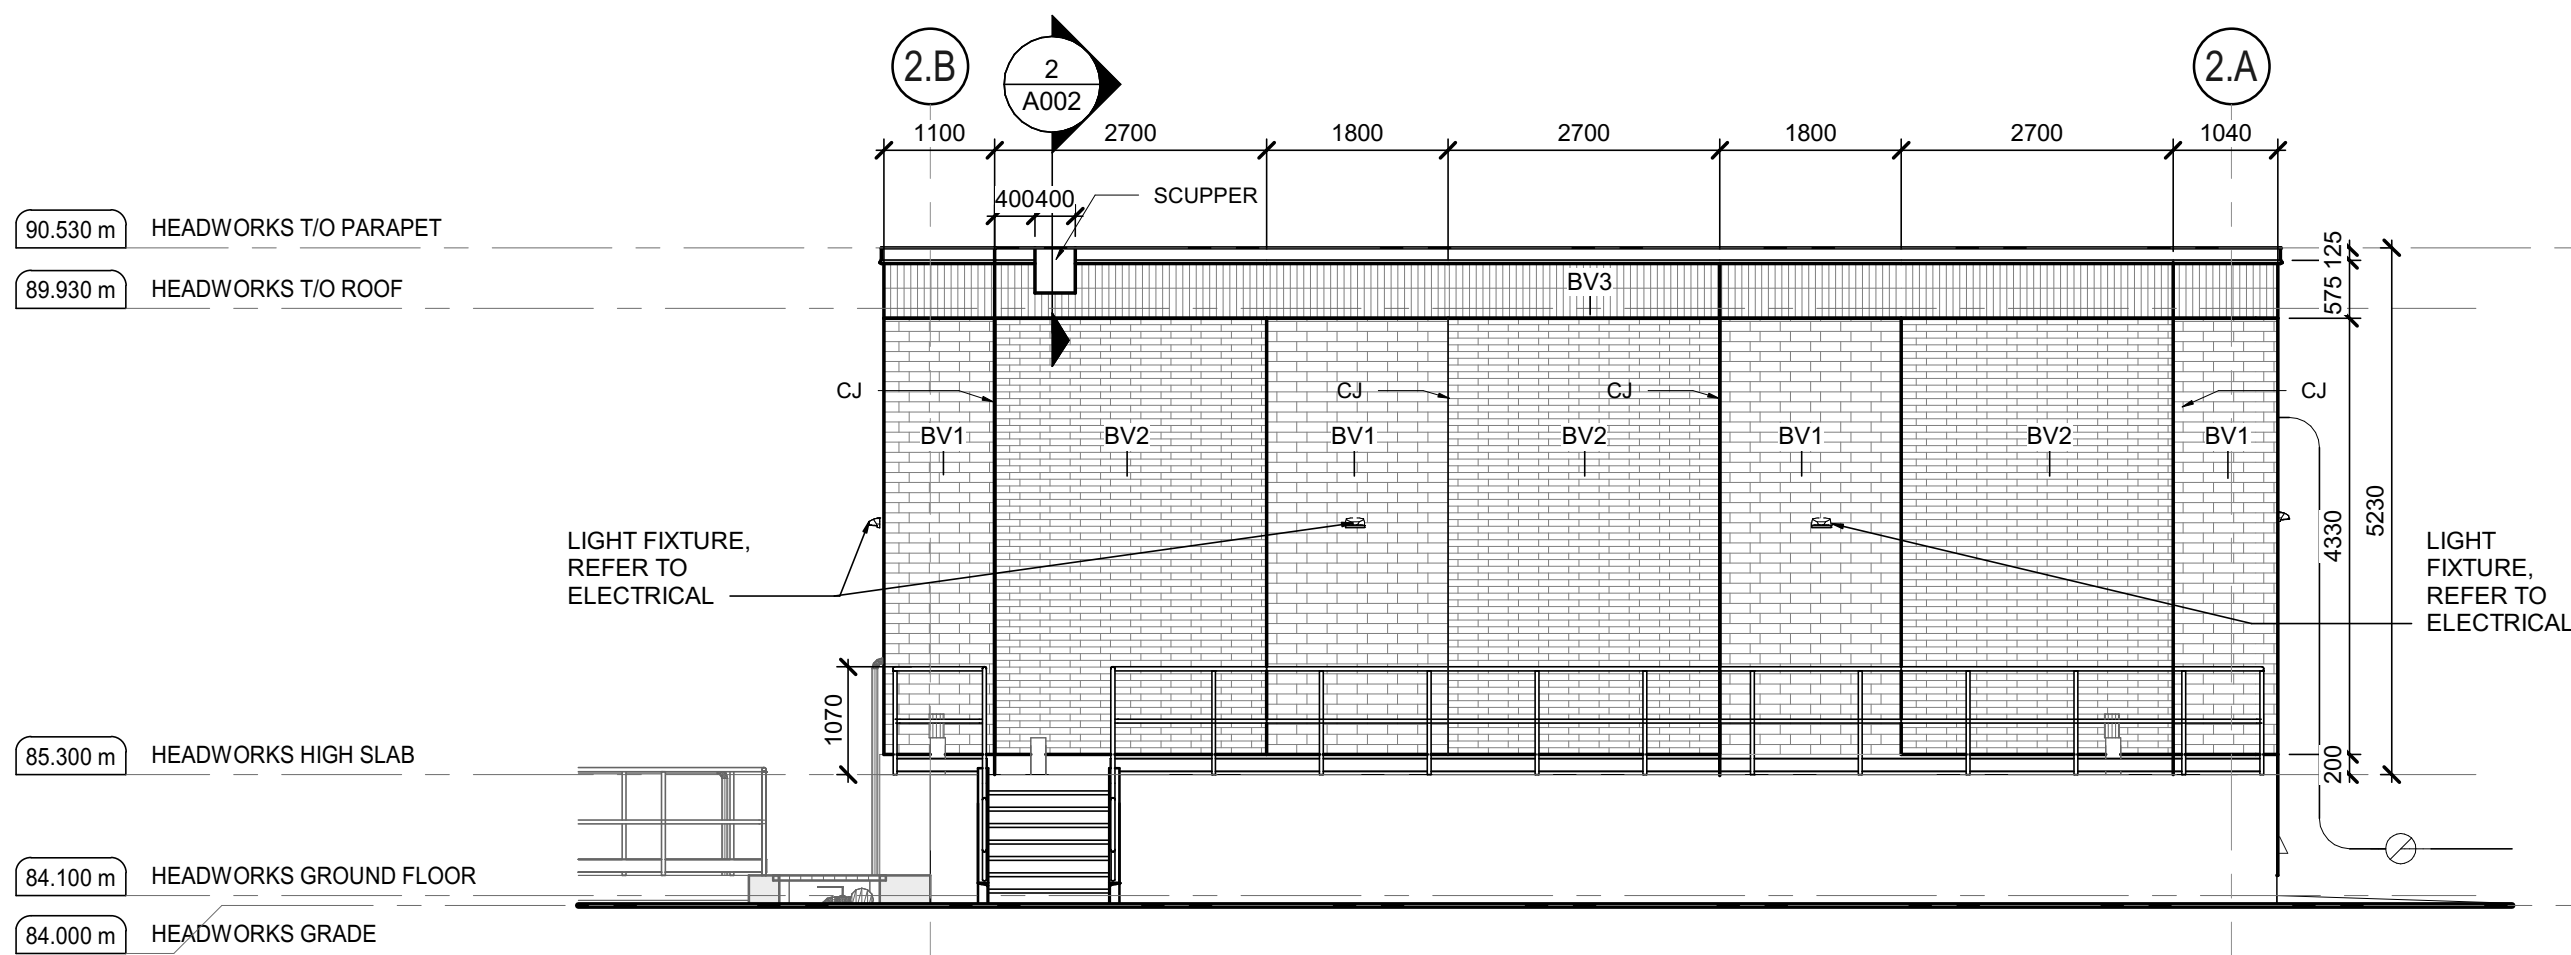 2.B
2
A002
2.A
1100
2700
1800
2700
1800
2700
1040
400400
SCUPPER
90.530 m HEADWORKS T/O PARAPET
125
89.930 m HEADWORKS T/O ROOF
BV3
575
CJ
CJ
CJ
CJ
BV1
BV2
BV1
BV2
BV1
BV2
BV1
LIGHT FIXTURE,
REFER TO
ELECTRICAL
4330
5230
LIGHT
FIXTURE,
REFER TO
ELECTRICAL
1070
85.300 m HEADWORKS HIGH SLAB
200
84.100 m HEADWORKS GROUND FLOOR
84.000 m HEADWORKS GRADE